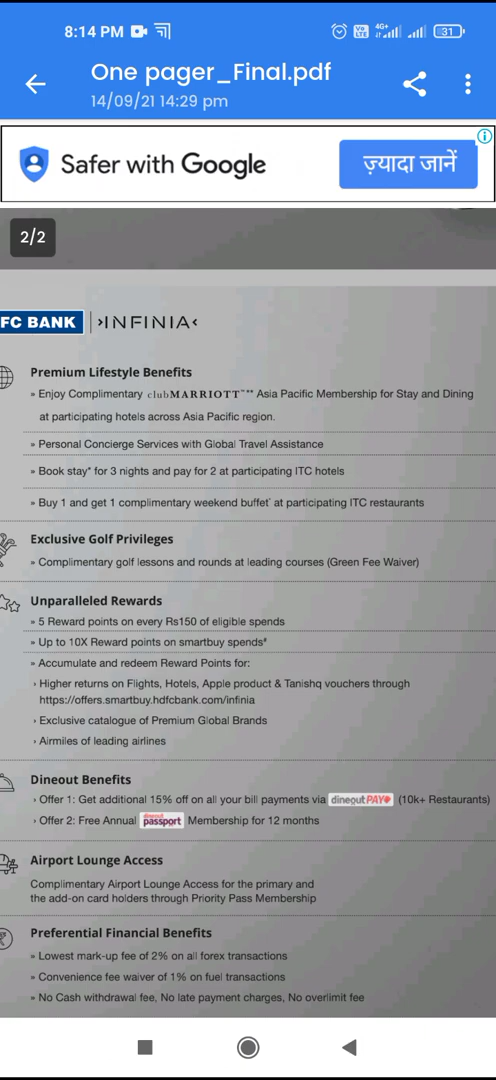 8:14 PM
4G+
Vo LTE
31
One pager_Final.pdf
14/09/21 14:29 pm
Safer with Google
ज़्यादा जानें
2/2
FC BANK | >INFINIA<
Premium Lifestyle Benefits
» Enjoy Complimentary clubMARRIOTT™** Asia Pacific Membership for Stay and Dining
at participating hotels across Asia Pacific region.
» Personal Concierge Services with Global Travel Assistance
» Book stay* for 3 nights and pay for 2 at participating ITC hotels
» Buy 1 and get 1 complimentary weekend buffet* at participating ITC restaurants
Exclusive Golf Privileges
» Complimentary golf lessons and rounds at leading courses (Green Fee Waiver)
Unparalleled Rewards
» 5 Reward points on every Rs150 of eligible spends
» Up to 10X Reward points on smartbuy spends#
» Accumulate and redeem Reward Points for:
› Higher returns on Flights, Hotels, Apple product & Tanishq vouchers through
https://offers.smartbuy.hdfcbank.com/infinia
› Exclusive catalogue of Premium Global Brands
› Airmiles of leading airlines
Dineout Benefits
› Offer 1: Get additional 15% off on all your bill payments via dineoutPAY (10k+ Restaurants)
› Offer 2: Free Annual dineout passport Membership for 12 months
Airport Lounge Access
Complimentary Airport Lounge Access for the primary and
the add-on card holders through Priority Pass Membership
Preferential Financial Benefits
» Lowest mark-up fee of 2% on all forex transactions
» Convenience fee waiver of 1% on fuel transactions
» No Cash withdrawal fee, No late payment charges, No overlimit fee